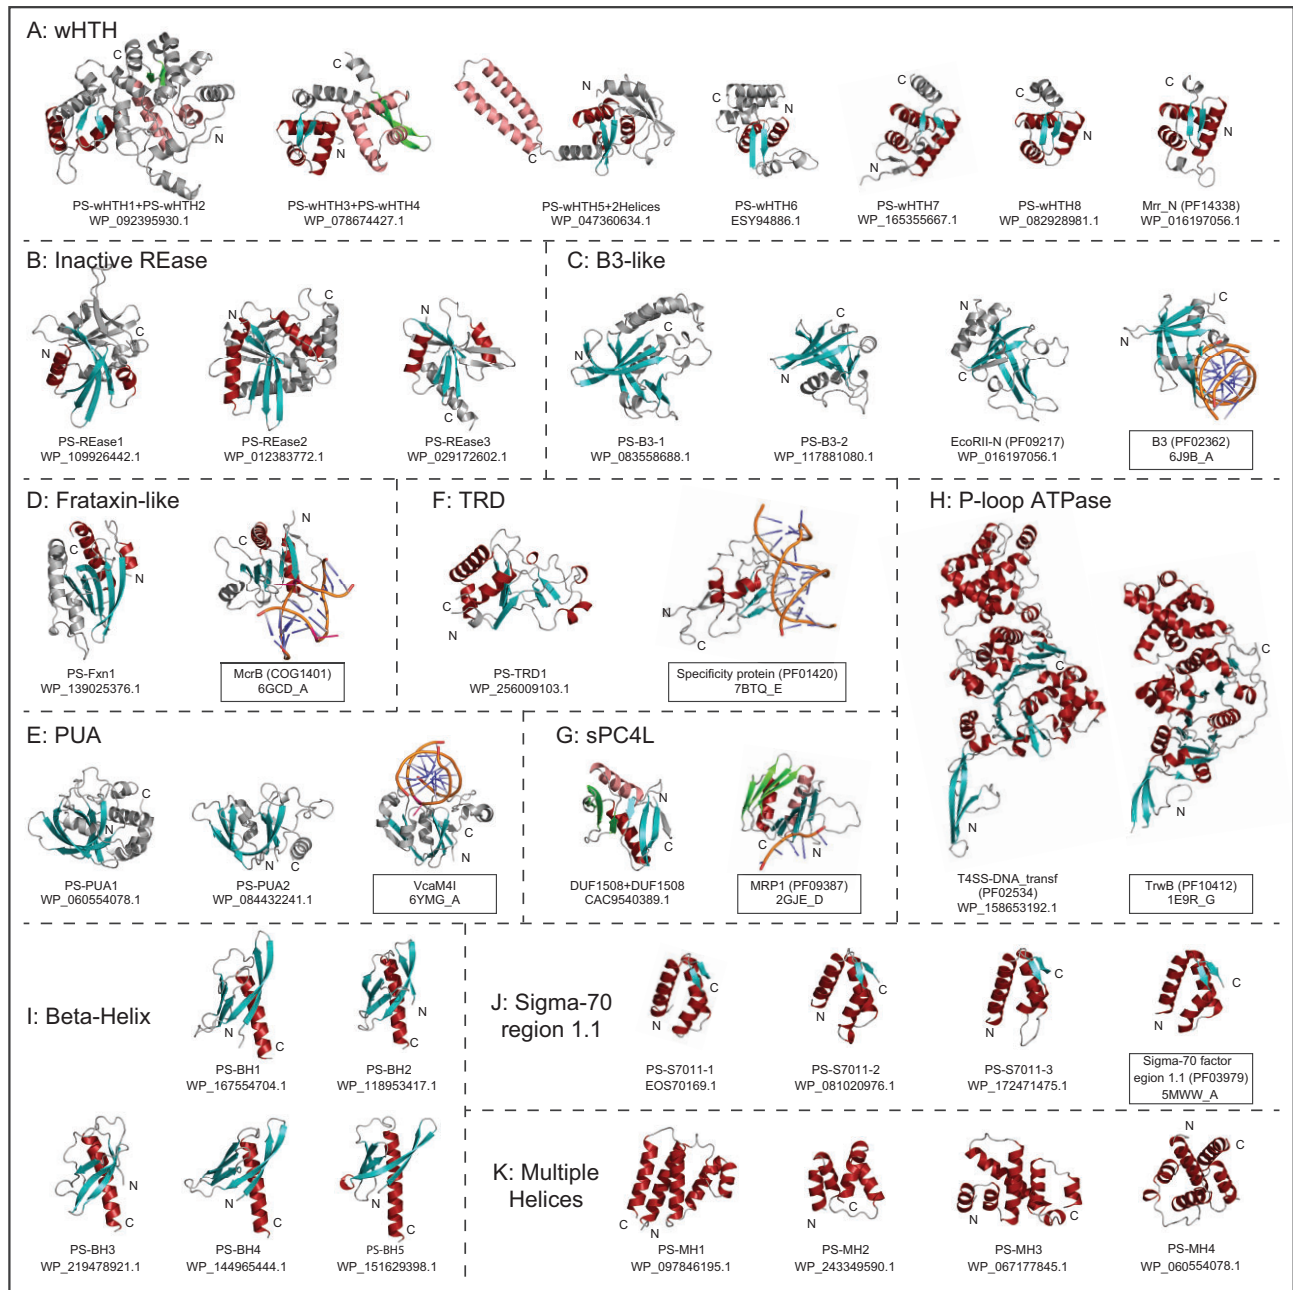 A: wHTH
C
N
C
N
N
C
C
N
C
N
C
N
C
N
PS-wHTH1+PS-wHTH2
WP_092395930.1
PS-wHTH3+PS-wHTH4
WP_078674427.1
PS-wHTH5+2Helices
WP_047360634.1
PS-wHTH6
ESY94886.1
PS-wHTH7
WP_165355667.1
PS-wHTH8
WP_082928981.1
Mrr_N (PF14338)
WP_016197056.1
B: Inactive REase
N
C
N
C
N
C
PS-REase1
WP_109926442.1
PS-REase2
WP_012383772.1
PS-REase3
WP_029172602.1
C: B3-like
N
C
C
N
N
C
C
N
PS-B3-1
WP_083558688.1
PS-B3-2
WP_117881080.1
EcoRII-N (PF09217)
WP_016197056.1
B3 (PF02362)
6J9B_A
D: Frataxin-like
C
N
N
C
PS-Fxn1
WP_139025376.1
McrB (COG1401)
6GCD_A
F: TRD
C
N
N
C
PS-TRD1
WP_256009103.1
Specificity protein (PF01420)
7BTQ_E
H: P-loop ATPase
C
N
C
N
T4SS-DNA_transf
(PF02534)
WP_158653192.1
TrwB (PF10412)
1E9R_G
E: PUA
C
N
N
C
C
N
PS-PUA1
WP_060554078.1
PS-PUA2
WP_084432241.1
VcaM4I
6YMG_A
G: sPC4L
N
C
C
N
DUF1508+DUF1508
CAC9540389.1
MRP1 (PF09387)
2GJE_D
I: Beta-Helix
N
C
N
C
PS-BH1
WP_167554704.1
PS-BH2
WP_118953417.1
N
C
N
C
N
C
PS-BH3
WP_219478921.1
PS-BH4
WP_144965444.1
PS-BH5
WP_151629398.1
J: Sigma-70
region 1.1
C
N
C
N
C
N
C
N
PS-S7011-1
EOS70169.1
PS-S7011-2
WP_081020976.1
PS-S7011-3
WP_172471475.1
Sigma-70 factor
egion 1.1 (PF03979)
5MWW_A
K: Multiple
Helices
C
N
N
C
N
C
N
C
PS-MH1
WP_097846195.1
PS-MH2
WP_243349590.1
PS-MH3
WP_067177845.1
PS-MH4
WP_060554078.1